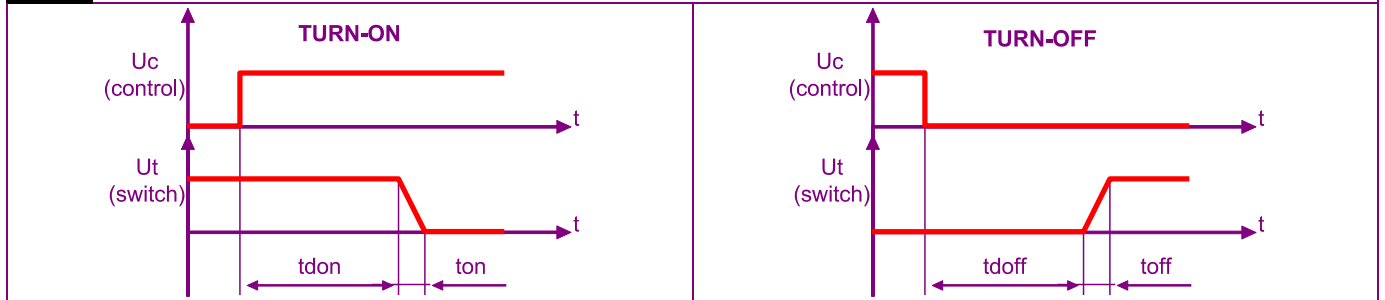 TURN-ON
Uc
(control)
t
Ut
(switch)
t
tdon
ton
TURN-OFF
Uc
(control)
t
Ut
(switch)
t
tdoff
toff